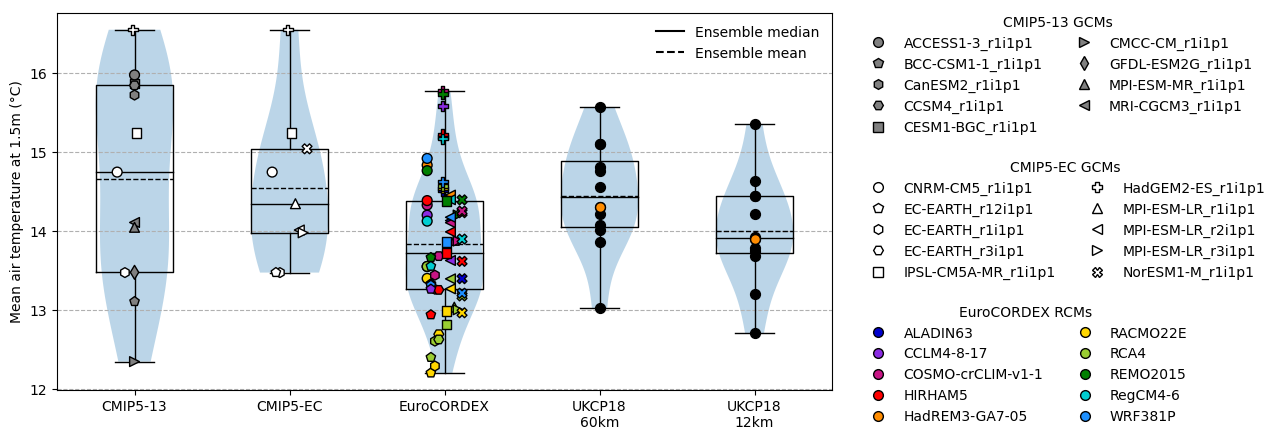 Mean air temperature at 1.5m (°C)
16
15
14
13
12
Ensemble median
Ensemble mean
CMIP5-13
CMIP5-EC
EuroCORDEX
UKCP18
60km
UKCP18
12km
CMIP5-13 GCMs
ACCESS1-3_r1i1p1
BCC-CSM1-1_r1i1p1
CanESM2_r1i1p1
CCSM4_r1i1p1
CESM1-BGC_r1i1p1
CMCC-CM_r1i1p1
GFDL-ESM2G_r1i1p1
MPI-ESM-MR_r1i1p1
MRI-CGCM3_r1i1p1
CMIP5-EC GCMs
CNRM-CM5_r1i1p1
EC-EARTH_r12i1p1
EC-EARTH_r1i1p1
EC-EARTH_r3i1p1
IPSL-CM5A-MR_r1i1p1
HadGEM2-ES_r1i1p1
MPI-ESM-LR_r1i1p1
MPI-ESM-LR_r2i1p1
MPI-ESM-LR_r3i1p1
NorESM1-M_r1i1p1
EuroCORDEX RCMs
ALADIN63
CCLM4-8-17
COSMO-crCLIM-v1-1
HIRHAM5
HadREM3-GA7-05
RACMO22E
RCA4
REMO2015
RegCM4-6
WRF381P